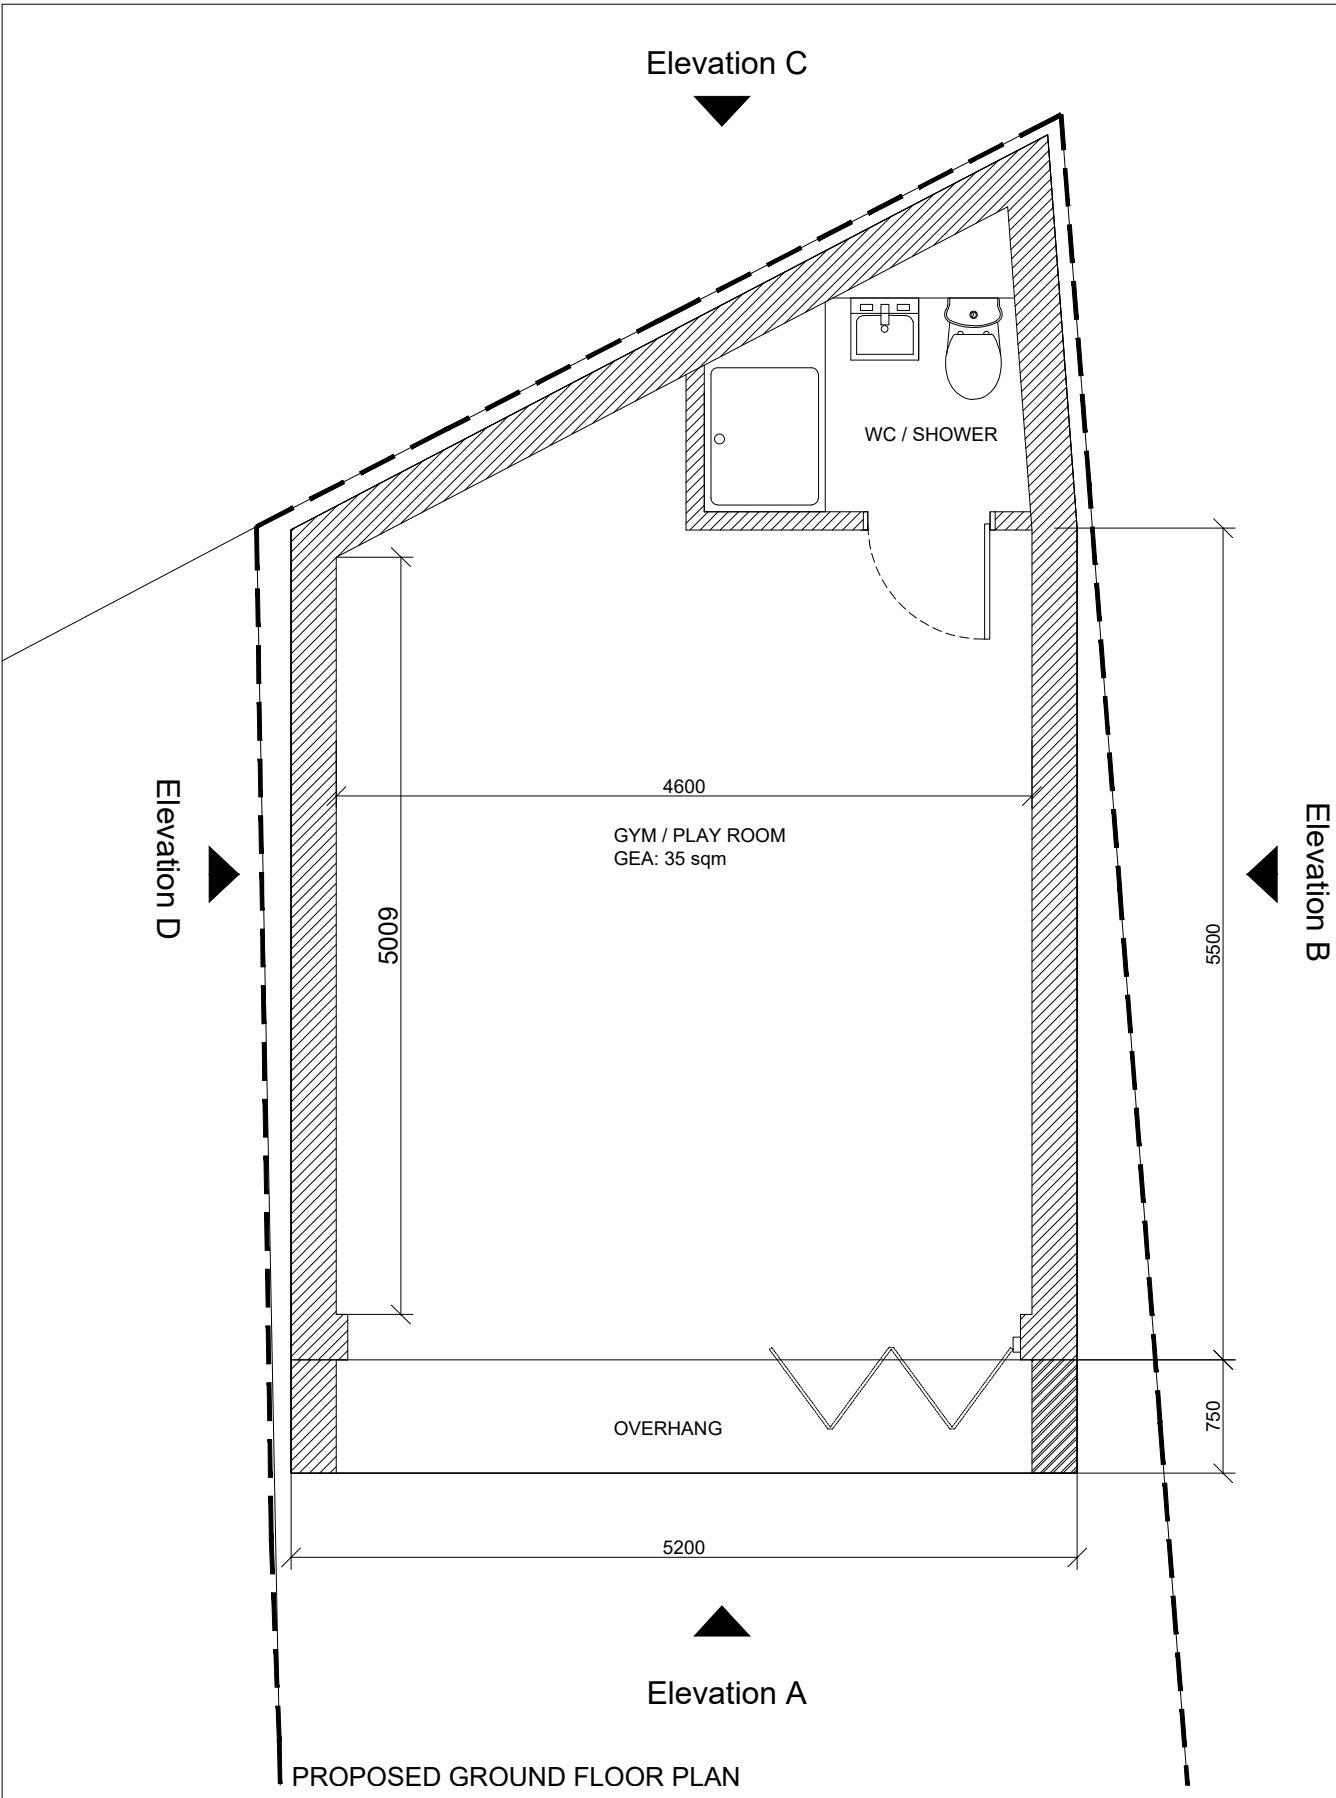 Elevation C
WC / SHOWER
4600
GYM / PLAY ROOM
GEA: 35 sqm
Elevation D
Elevation B
5009
5500
OVERHANG
750
5200
Elevation A
PROPOSED GROUND FLOOR PLAN